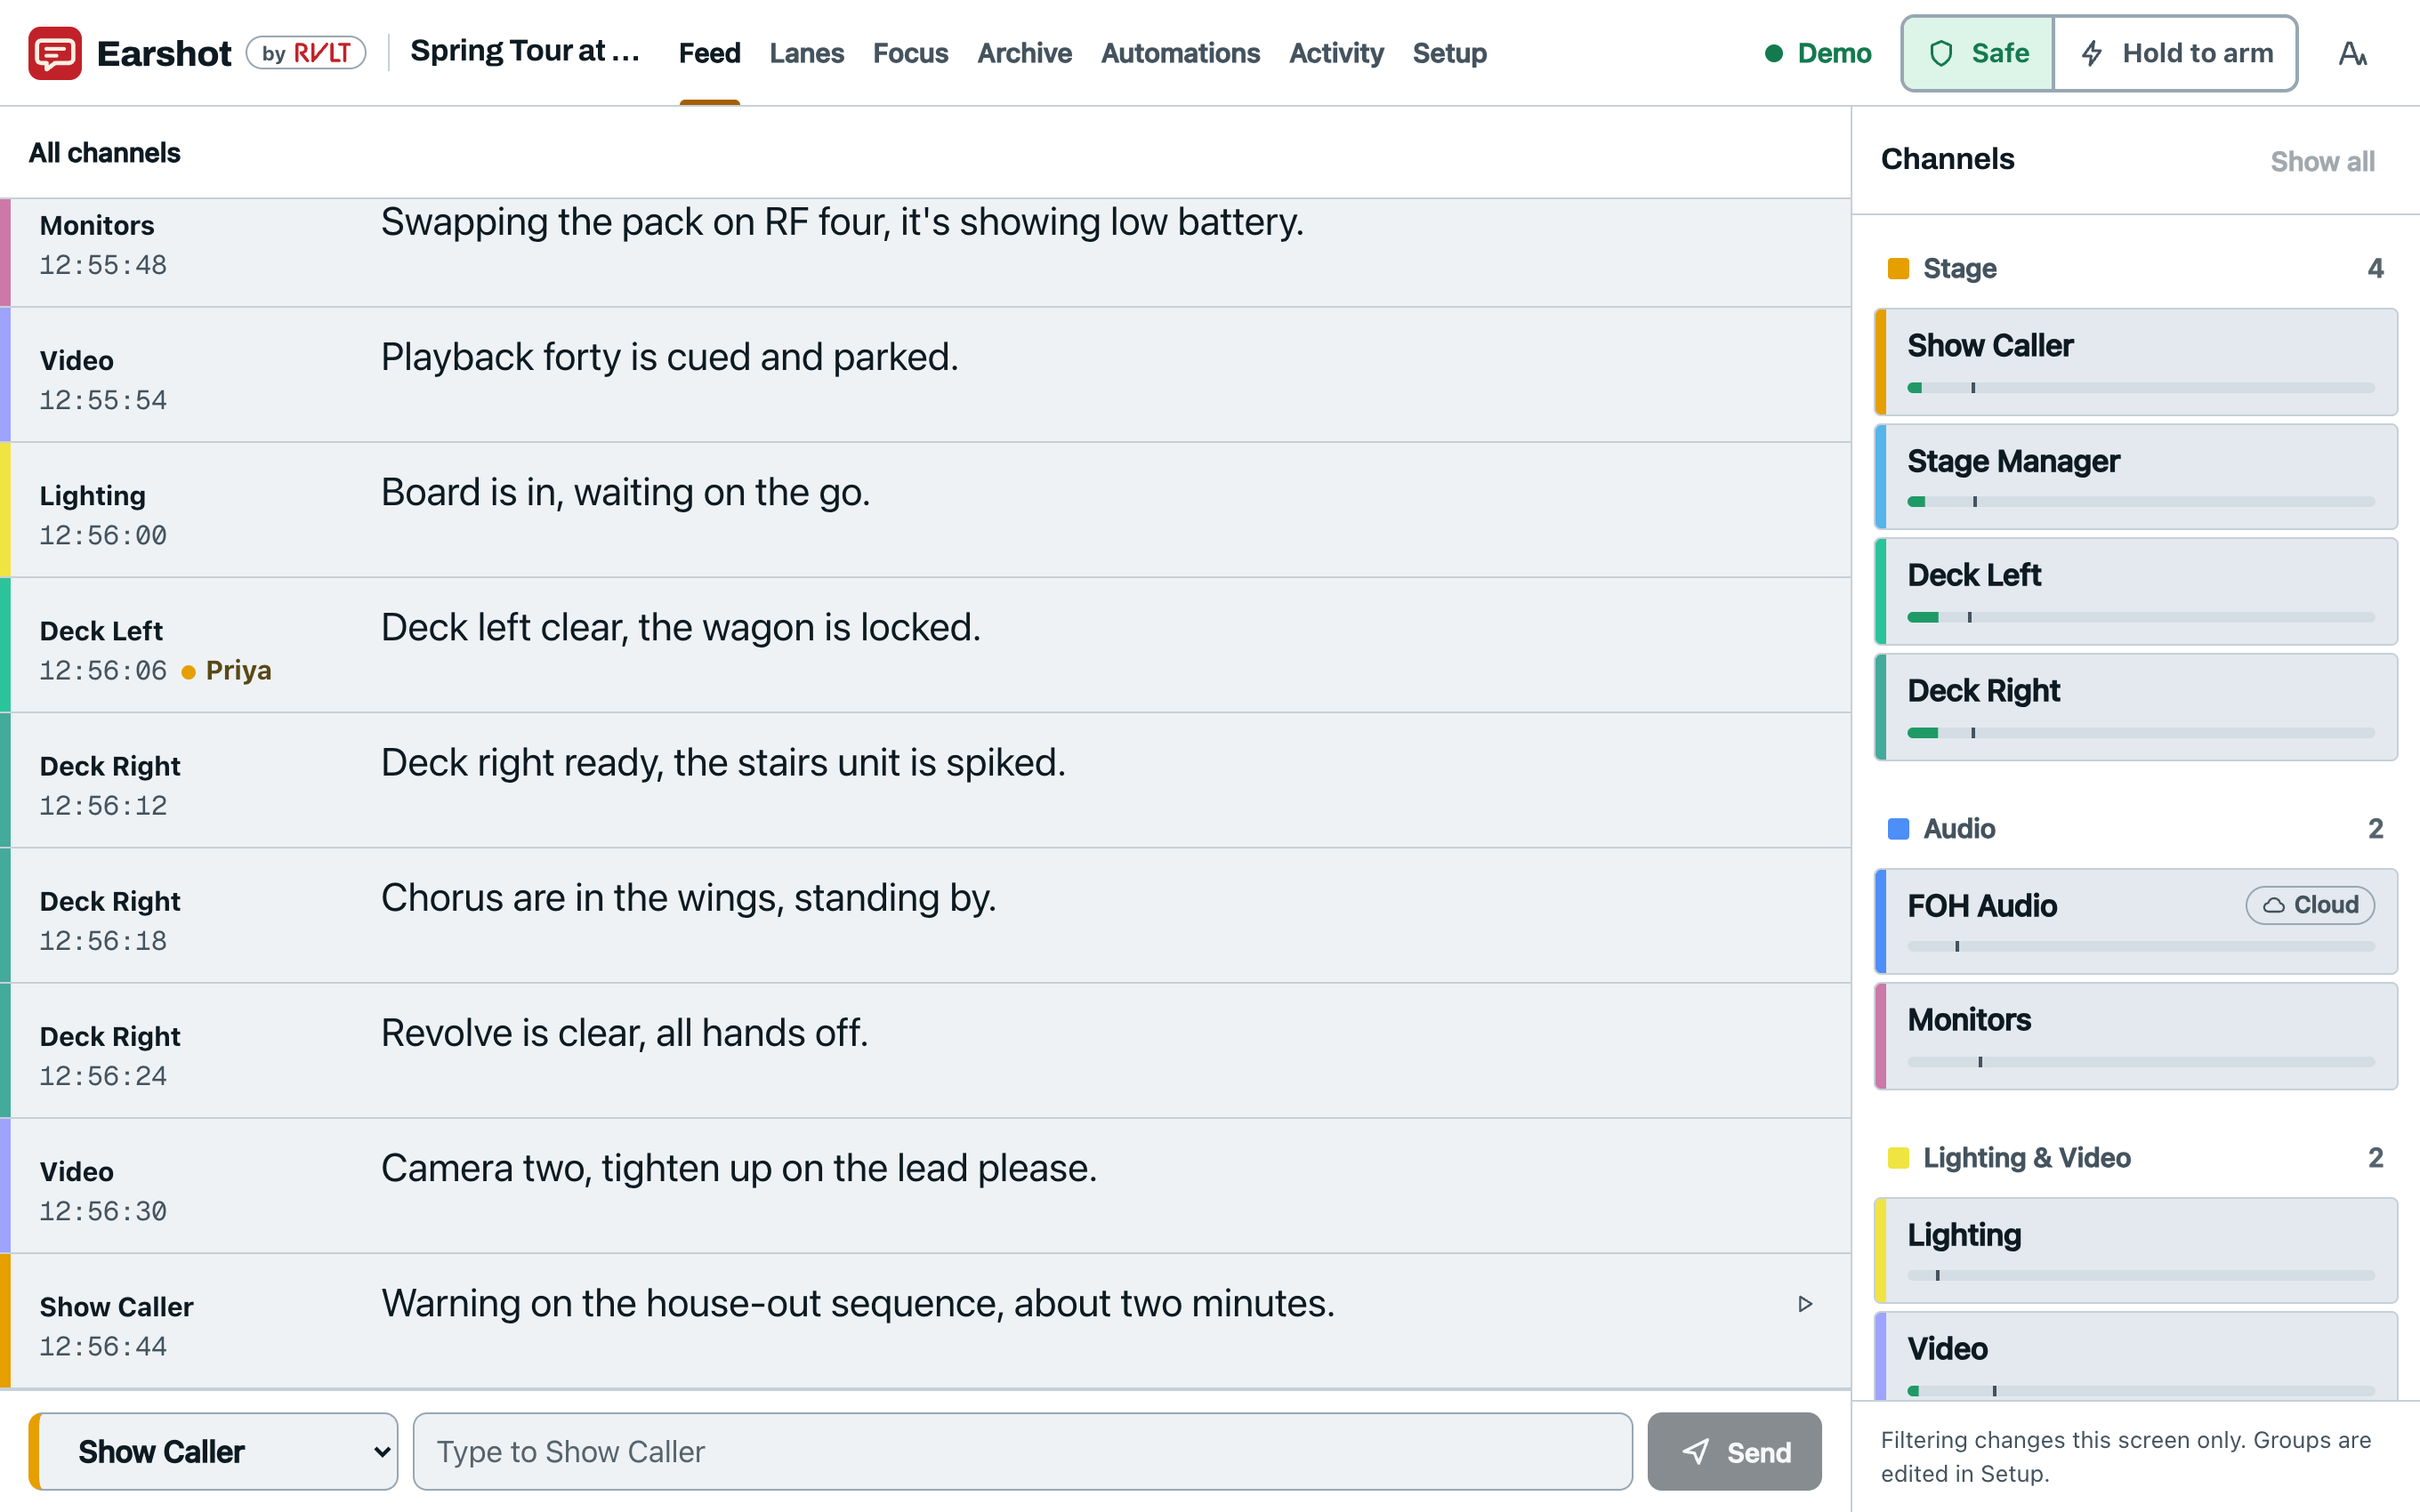 Earshot by RVLT Spring Tour at ... Feed Lanes Focus Archive Automations Activity Setup Demo Safe Hold to arm
All channels
Monitors Swapping the pack on RF four, it's showing low battery.
12:55:48
Video Playback forty is cued and parked.
12:55:54
Lighting Board is in, waiting on the go.
12:56:00
Deck Left Deck left clear, the wagon is locked.
12:56:06 Priya
Deck Right Deck right ready, the stairs unit is spiked.
12:56:12
Deck Right Chorus are in the wings, standing by.
12:56:18
Deck Right Revolve is clear, all hands off.
12:56:24
Video Camera two, tighten up on the lead please.
12:56:30
Show Caller Warning on the house-out sequence, about two minutes.
12:56:44
Show Caller Type to Show Caller Send
Channels Show all
Stage 4
Show Caller
Stage Manager
Deck Left
Deck Right
Audio 2
FOH Audio Cloud
Monitors
Lighting & Video 2
Lighting
Video
Filtering changes this screen only. Groups are
edited in Setup.